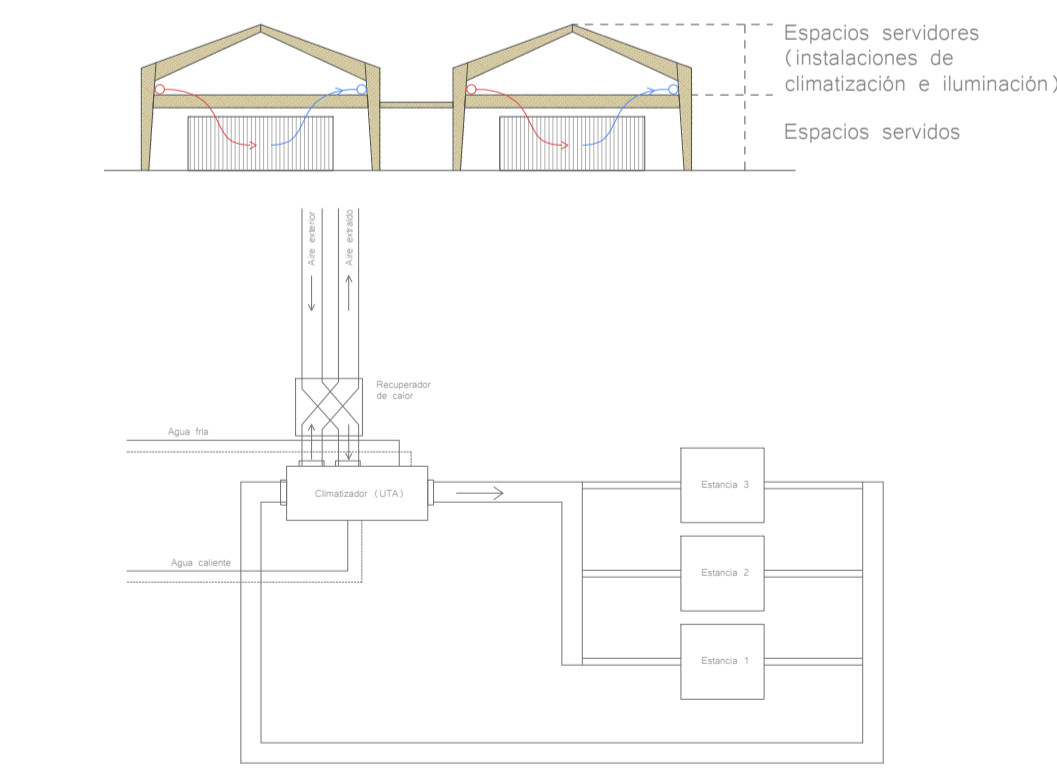 Espacios servidores
(instalaciones de
climatización e iluminación)
Espacios servidos
Aire exterior
Aire extraído
Recuperador
de calor
Agua fría
Climatizador (UTA)
Agua caliente
Estancia 3
Estancia 2
Estancia 1